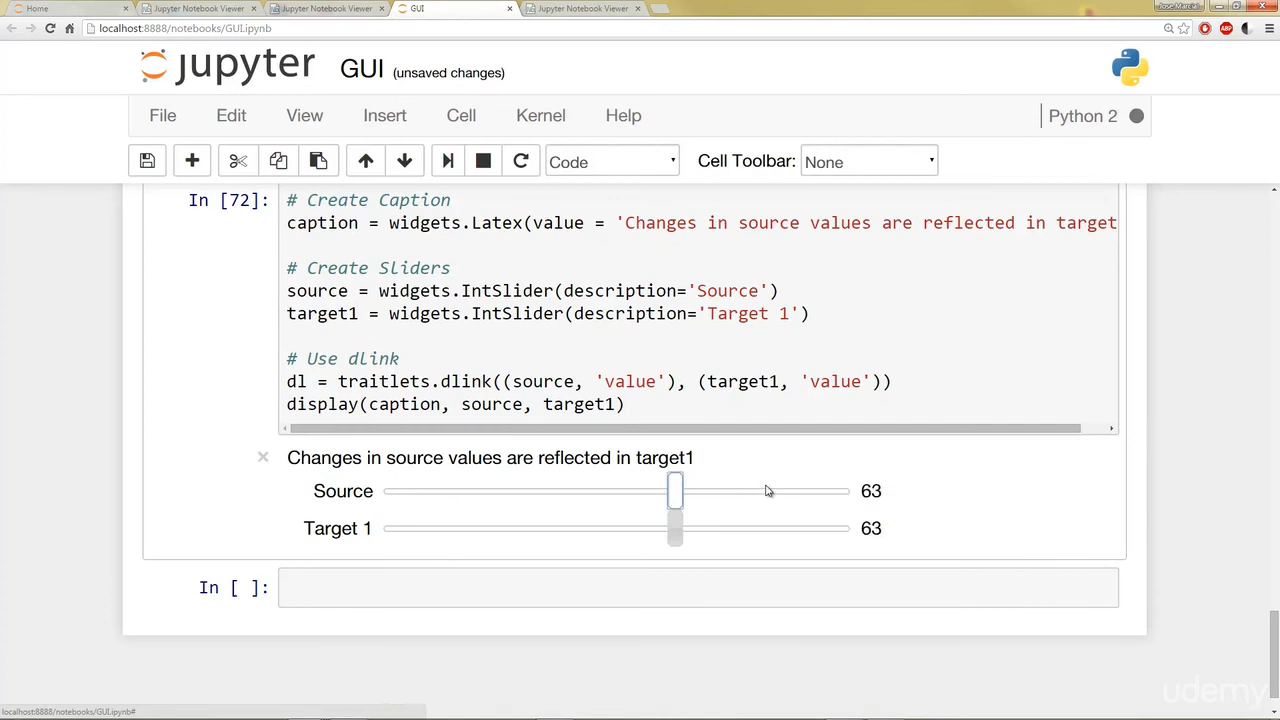 Home
Jupyter Notebook Viewer
Jupyter Notebook Viewer
GUI
Jupyter Notebook Viewer
Jose Marcial
localhost:8888/notebooks/GUI.ipynb
ABP
jupyter
GUI (unsaved changes)
File Edit View Insert Cell Kernel Help
Python 2
Code
Cell Toolbar: None
In [72]:
# Create Caption
caption = widgets.Latex(value = 'Changes in source values are reflected in target
# Create Sliders
source = widgets.IntSlider(description='Source')
target1 = widgets.IntSlider(description='Target 1')
# Use dlink
dl = traitlets.dlink((source, 'value'), (target1, 'value'))
display(caption, source, target1)
Changes in source values are reflected in target1
Source 63
Target 1 63
In [ ]:
localhost:8888/notebooks/GUI.ipynb#
udemy